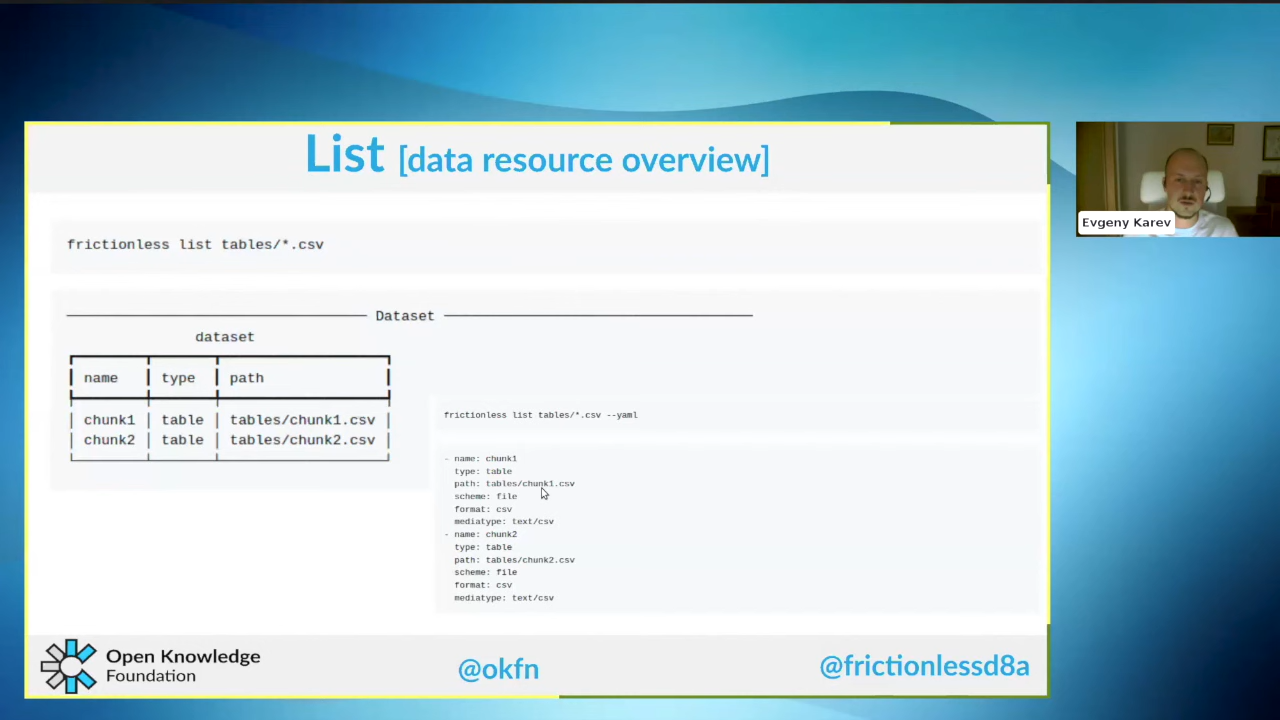 List [data resource overview]
frictionless list tables/*.csv
Dataset
dataset
name type path
chunk1 table tables/chunk1.csv
chunk2 table tables/chunk2.csv
frictionless list tables/*.csv --yaml
- name: chunk1
type: table
path: tables/chunk1.csv
scheme: file
format: csv
mediatype: text/csv
- name: chunk2
type: table
path: tables/chunk2.csv
scheme: file
format: csv
mediatype: text/csv
Open Knowledge
Foundation
@okfn
@frictionlessd8a
Evgeny Karev